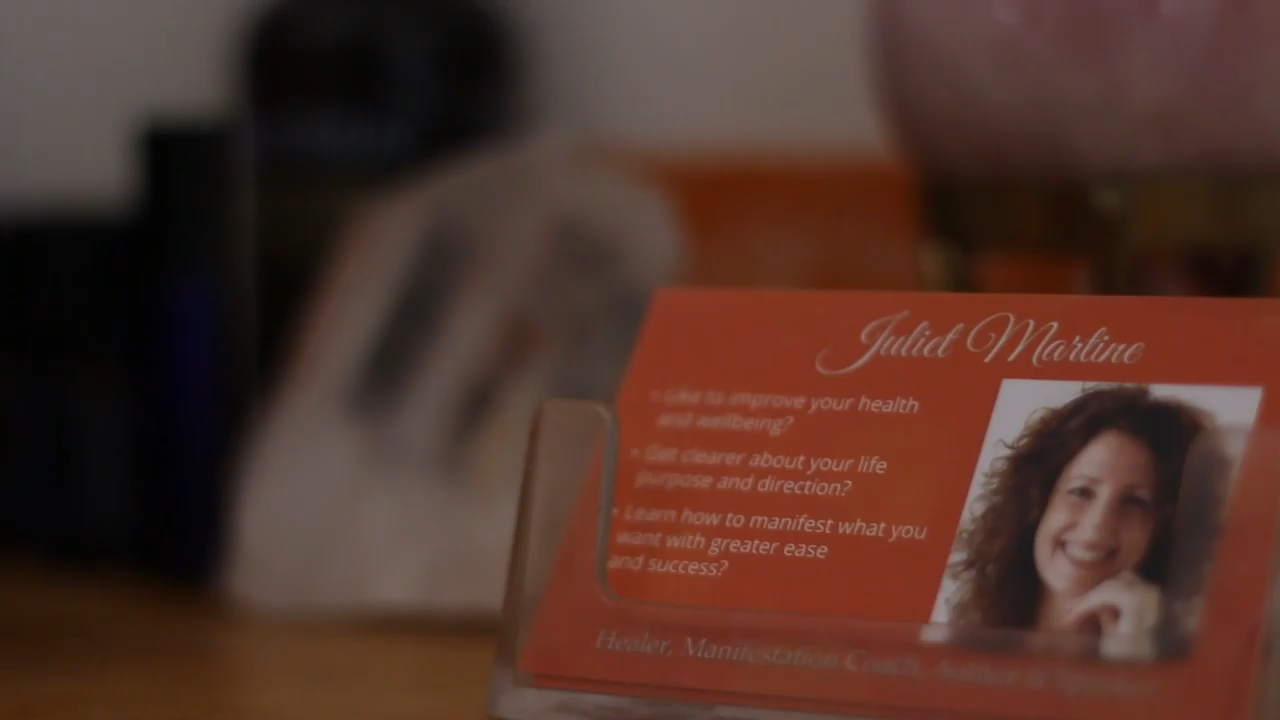 Juliet Martine
• Like to improve your health
and wellbeing?
• Get clearer about your life
purpose and direction?
• Learn how to manifest what you
want with greater ease
and success?
Healer, Manifestation Coach, Author & Speaker